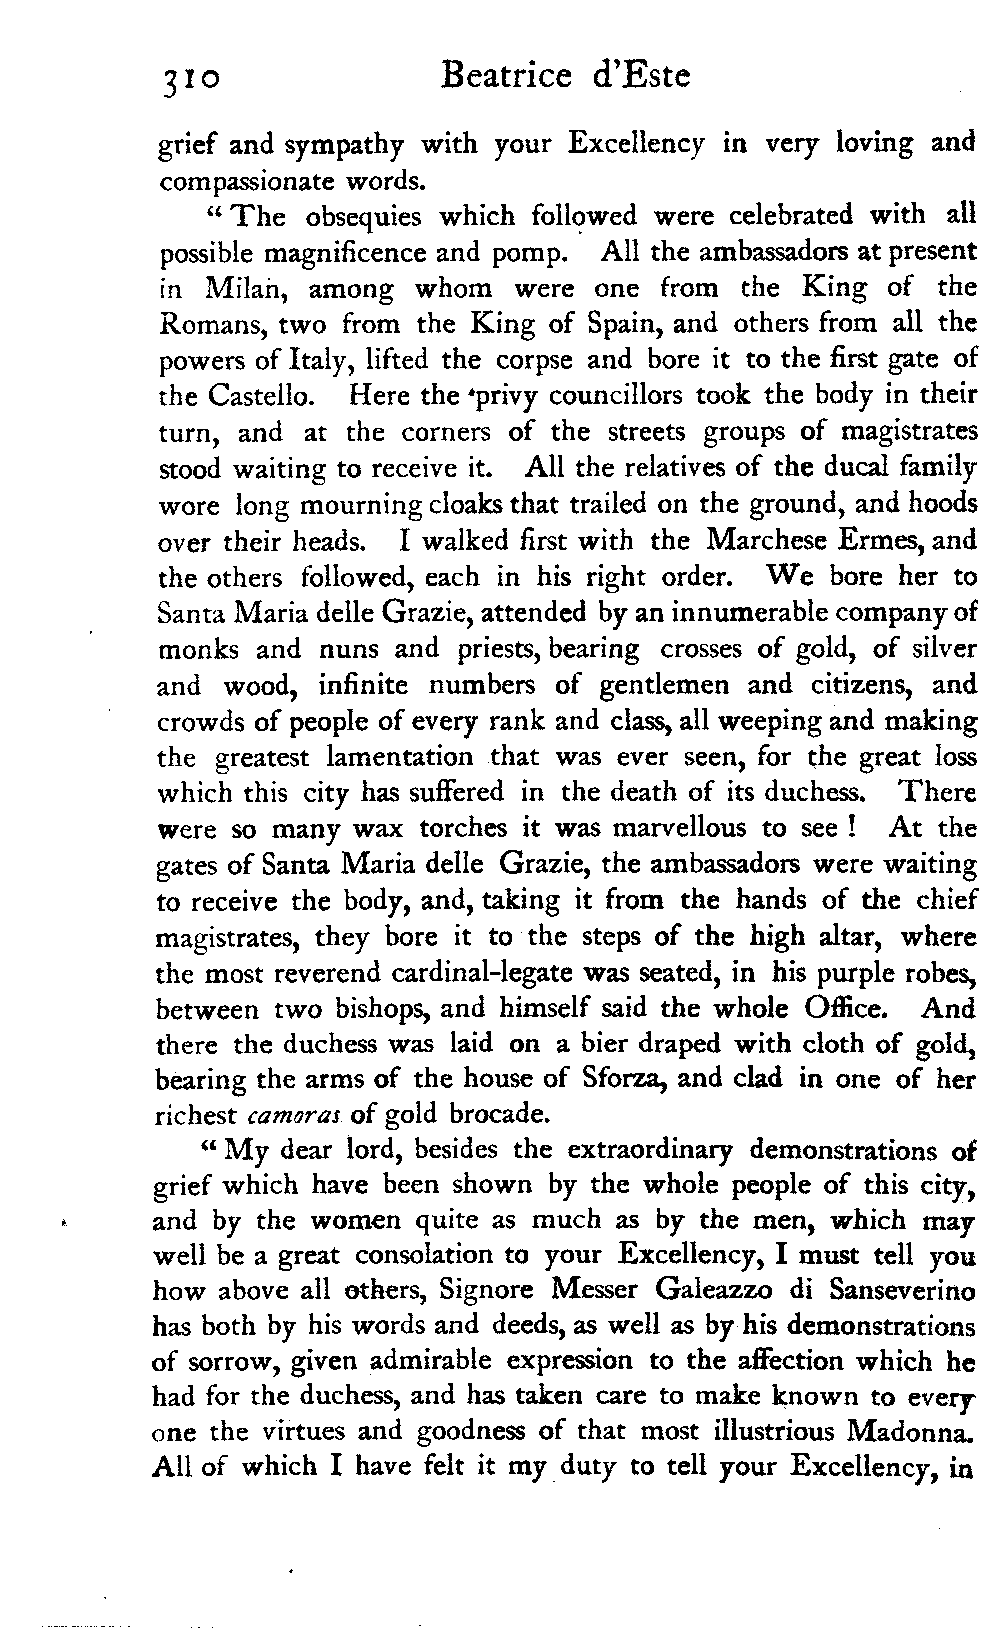 310 Beatrice d'Este
grief and sympathy with your Excellency in very loving and
compassionate words.
"The obsequies which followed were celebrated with all
possible magnificence and pomp. All the ambassadors at present
in Milan, among whom were one from the King of the
Romans, two from the King of Spain, and others from all the
powers of Italy, lifted the corpse and bore it to the first gate of
the Castello. Here the privy councillors took the body in their
turn, and at the corners of the streets groups of magistrates
stood waiting to receive it. All the relatives of the ducal family
wore long mourning cloaks that trailed on the ground, and hoods
over their heads. I walked first with the Marchese Ermes, and
the others followed, each in his right order. We bore her to
Santa Maria delle Grazie, attended by an innumerable company of
monks and nuns and priests, bearing crosses of gold, of silver
and wood, infinite numbers of gentlemen and citizens, and
crowds of people of every rank and class, all weeping and making
the greatest lamentation that was ever seen, for the great loss
which this city has suffered in the death of its duchess. There
were so many wax torches it was marvellous to see! At the
gates of Santa Maria delle Grazie, the ambassadors were waiting
to receive the body, and, taking it from the hands of the chief
magistrates, they bore it to the steps of the high altar, where
the most reverend cardinal-legate was seated, in his purple robes,
between two bishops, and himself said the whole Office. And
there the duchess was laid on a bier draped with cloth of gold,
bearing the arms of the house of Sforza, and clad in one of her
richest camoras of gold brocade.
"My dear lord, besides the extraordinary demonstrations of
grief which have been shown by the whole people of this city,
and by the women quite as much as by the men, which may
well be a great consolation to your Excellency, I must tell you
how above all others, Signore Messer Galeazzo di Sanseverino
has both by his words and deeds, as well as by his demonstrations
of sorrow, given admirable expression to the affection which he
had for the duchess, and has taken care to make known to every
one the virtues and goodness of that most illustrious Madonna.
All of which I have felt it my duty to tell your Excellency, in